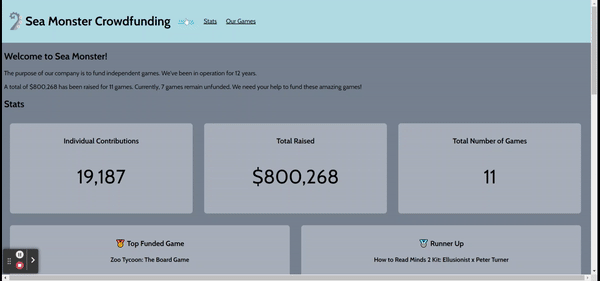 Sea Monster Crowdfunding
Stats
Our Games
Welcome to Sea Monster!
The purpose of our company is to fund independent games. We've been in operation for 12 years.
A total of $800,268 has been raised for 11 games. Currently, 7 games remain unfunded. We need your help to fund these amazing games!
Stats
Individual Contributions
Total Raised
Total Number of Games
19,187
$800,268
11
Top Funded Game
Runner Up
Zoo Tycoon: The Board Game
How to Read Minds 2 Kit: Ellusionist x Peter Turner